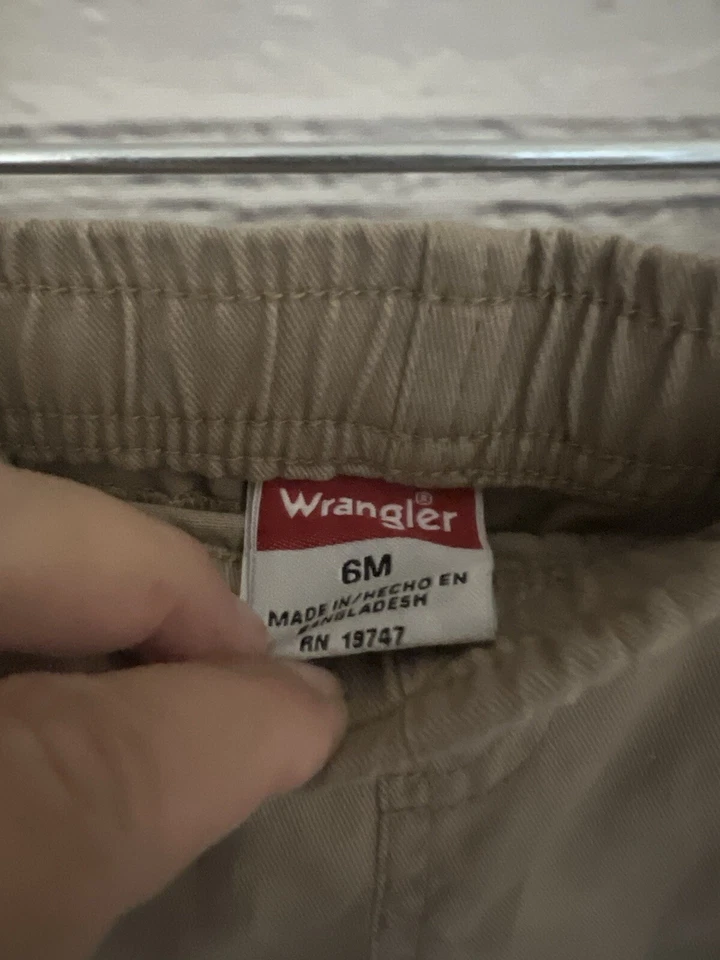 Wrangler®
6M
MADE IN/HECHO EN
BANGLADESH
RN 19747